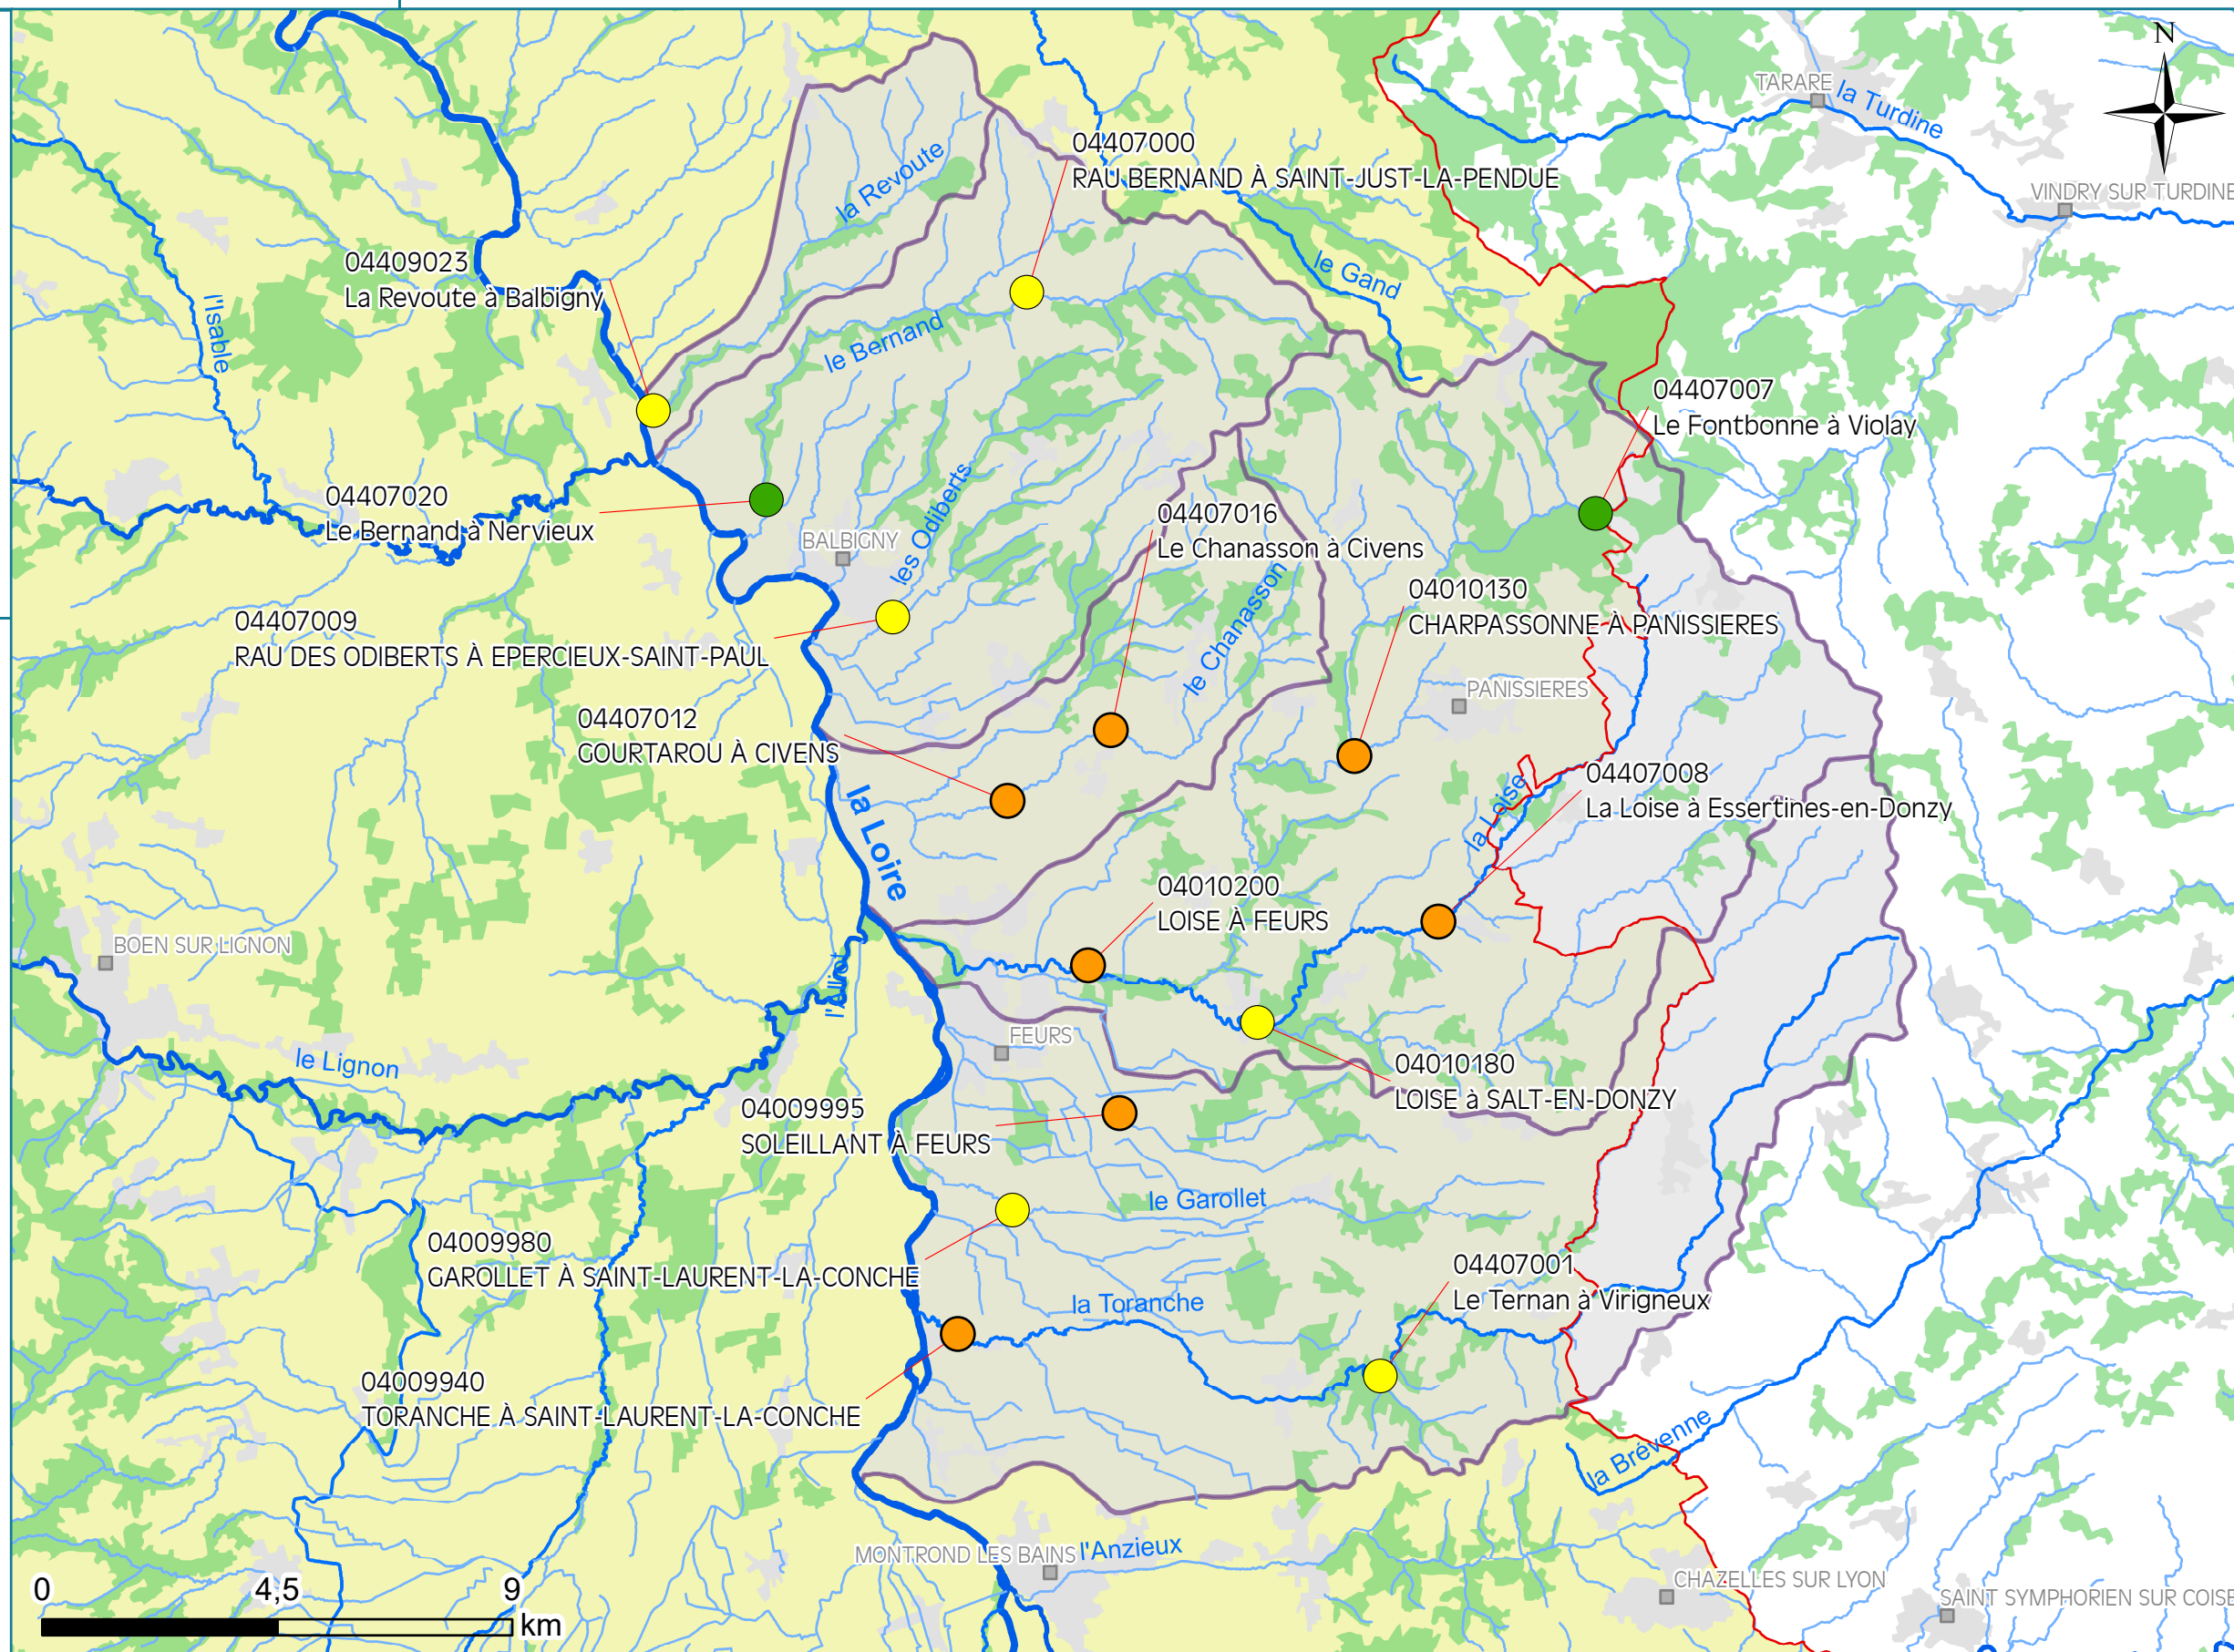 N
TARARE
la Turdine
VINDRY SUR TURDINE
04407000
RAU BERNAND À SAINT-JUST-LA-PENDUE
la Revoute
le Gand
04409023
La Revoute à Balbigny
l'Isable
le Bernand
04407007
Le Fontbonne à Violay
04407020
Le Bernand à Nervieux
BALBIGNY
les Odiberts
04407016
Le Chanasson à Civens
le Chanasson
04010130
CHARPASSONNE À PANISSIERES
04407009
RAU DES ODIBERTS À EPERCIEUX-SAINT-PAUL
PANISSIERES
04407012
GOURTAROU À CIVENS
la Loire
la Loise
04407008
La Loise à Essertines-en-Donzy
04010200
LOISE À FEURS
BOEN SUR LIGNON
FEURS
le Lignon
04010180
LOISE à SALT-EN-DONZY
04009995
SOLEILLANT À FEURS
le Garollet
04009980
GAROLLET À SAINT-LAURENT-LA-CONCHE
04407001
Le Ternan à Virigneux
la Toranche
04009940
TORANCHE À SAINT-LAURENT-LA-CONCHE
la Brévenne
MONTROND LES BAINS
l'Anzieux
CHAZELLES SUR LYON
SAINT SYMPHORIEN SUR COISE
0 4,5 9
km